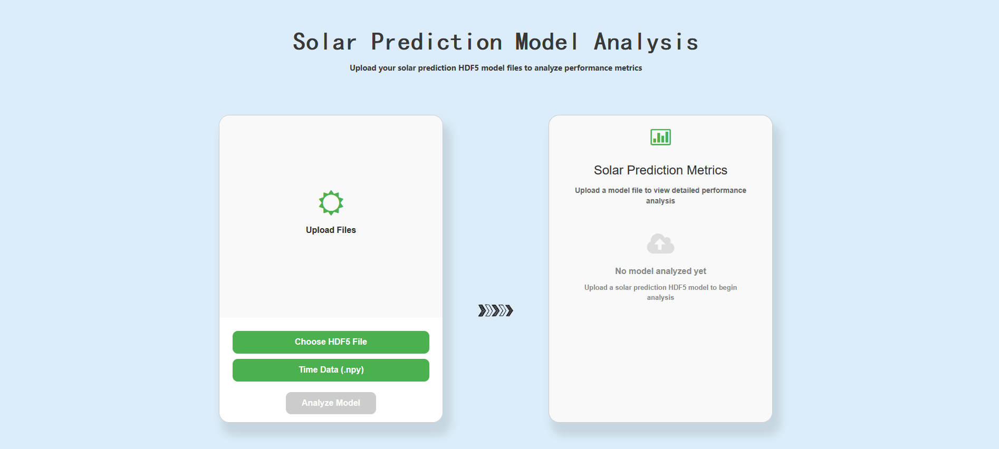 Solar Prediction Model Analysis
Upload your solar prediction HDF5 model files to analyze performance metrics
Upload Files
Choose HDF5 File
Time Data (.npy)
Analyze Model
Solar Prediction Metrics
Upload a model file to view detailed performance
analysis
No model analyzed yet
Upload a solar prediction HDF5 model to begin
analysis